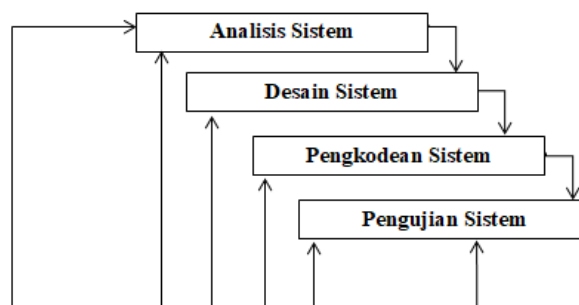 Analisis Sistem
Desain Sistem
Pengkodean Sistem
Pengujian Sistem